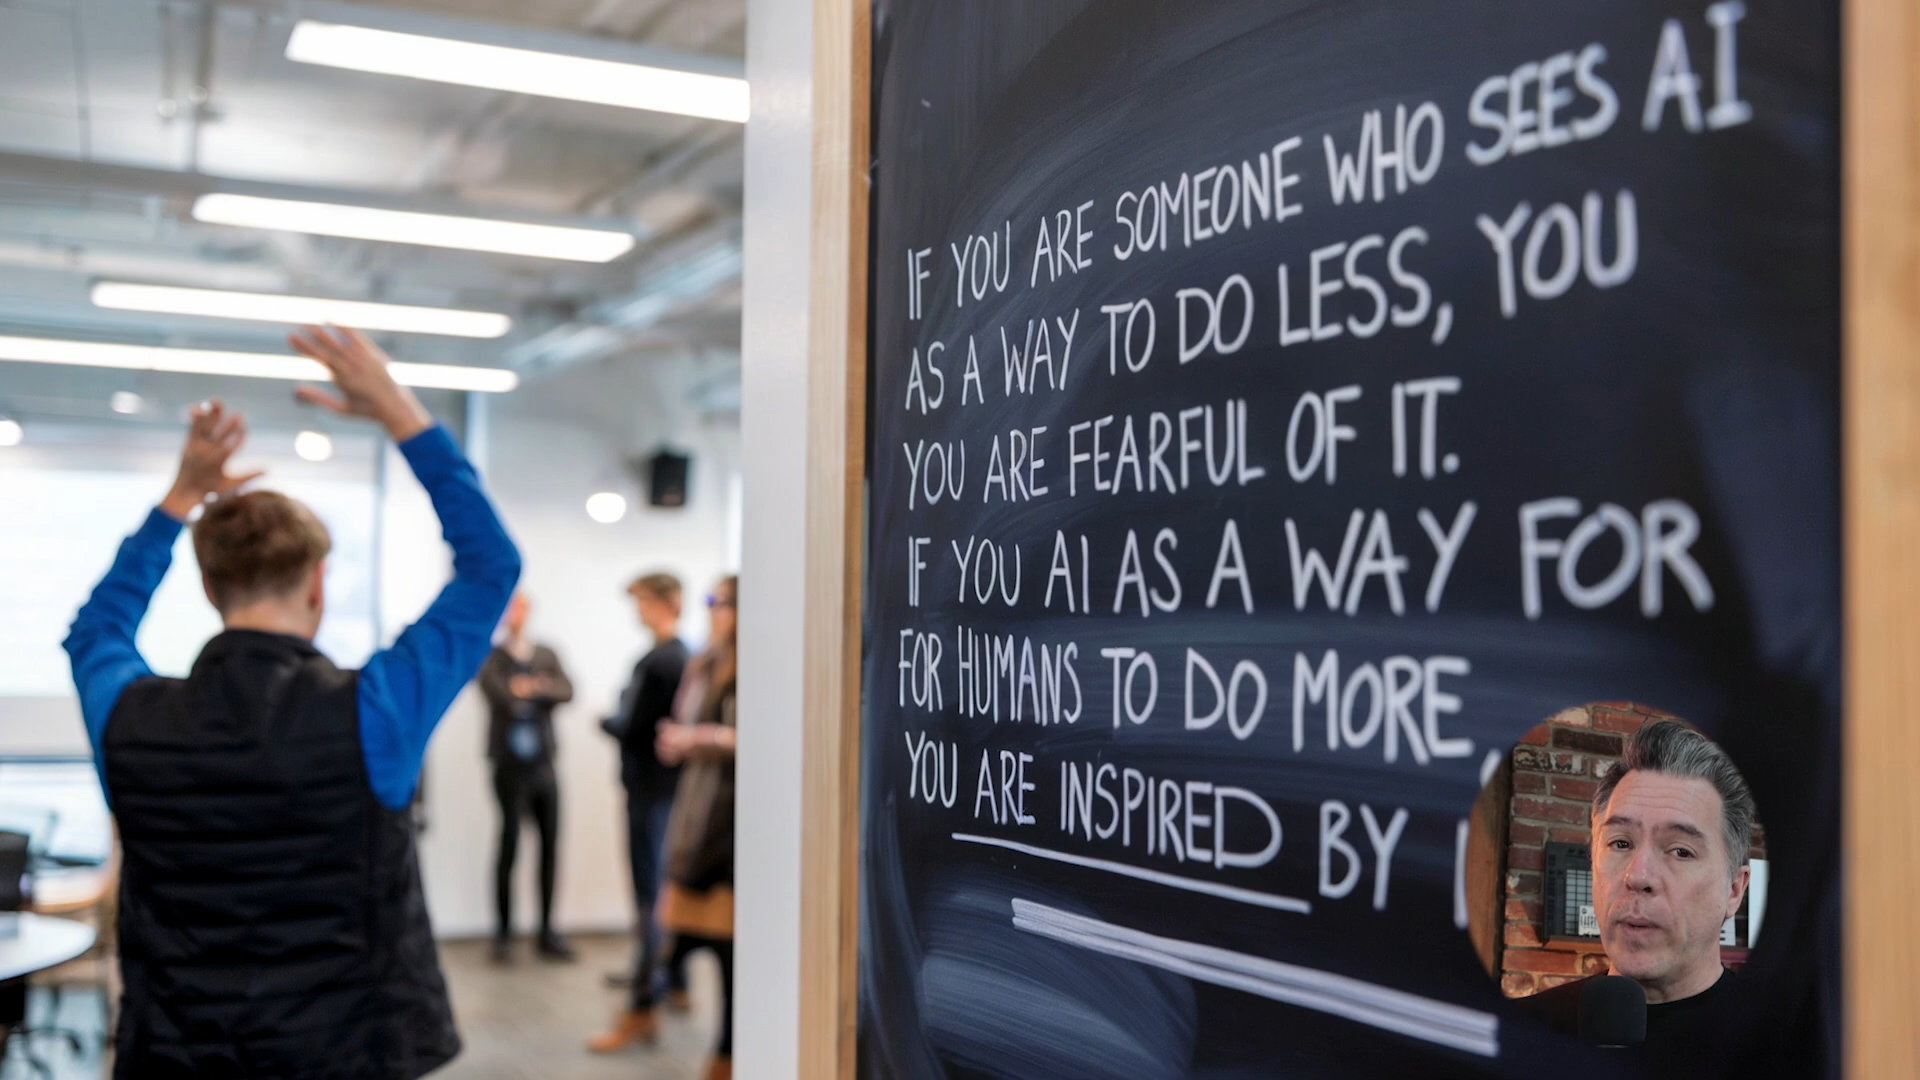 IF YOU ARE SOMEONE WHO SEES AI
AS A WAY TO DO LESS, YOU
YOU ARE FEARFUL OF IT.
IF YOU AI AS A WAY FOR
FOR HUMANS TO DO MORE,
YOU ARE INSPIRED BY